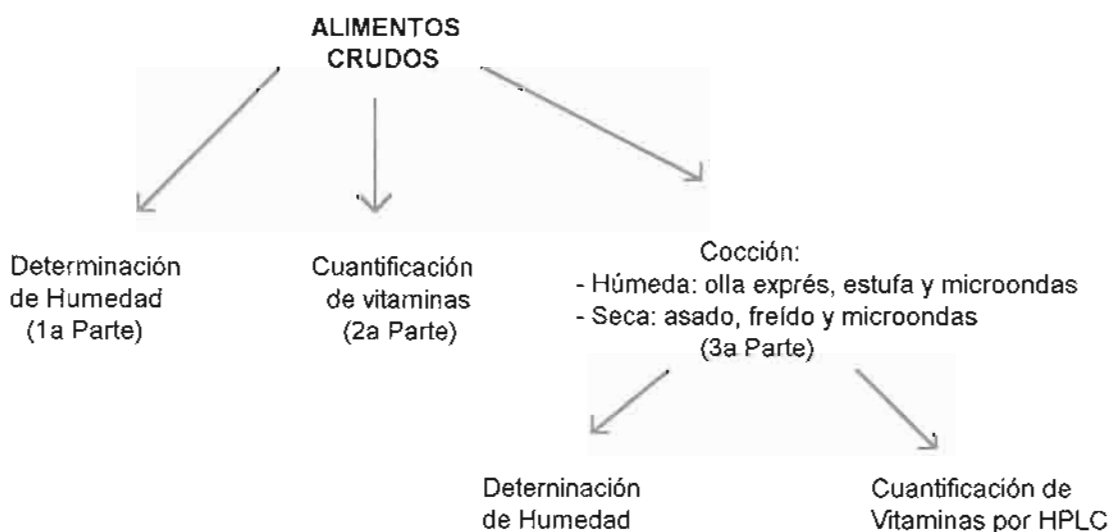 ALIMENTOS
CRUDOS
Determinación
de Humedad
(1a Parte)
Cuantificación
de vitaminas
(2a Parte)
Cocción:
- Húmeda: olla exprés, estufa y microondas
- Seca: asado, freído y microondas
(3a Parte)
Deterninación
de Humedad
Cuantificación de
Vitaminas por HPLC